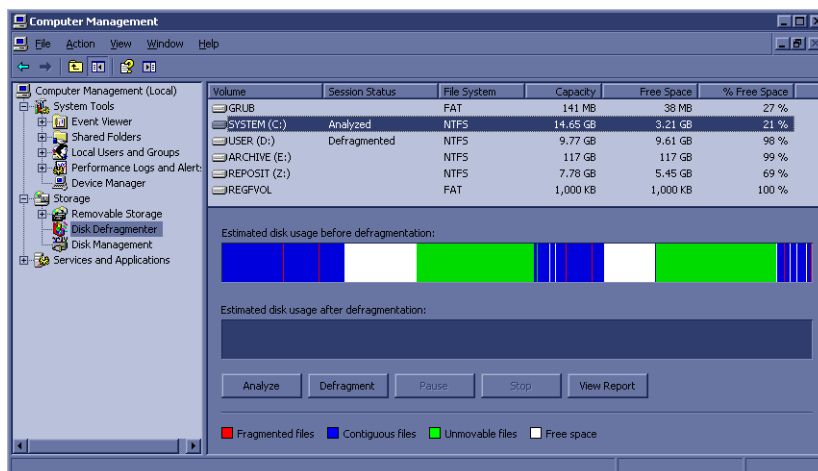 Computer Management
File Action View Window Help
Computer Management (Local)
System Tools
Event Viewer
Shared Folders
Local Users and Groups
Performance Logs and Alert:
Device Manager
Storage
Removable Storage
Disk Defragmenter
Disk Management
Services and Applications
Volume Session Status File System Capacity Free Space % Free Space
GRUB FAT 141 MB 38 MB 27 %
SYSTEM (C:) Analyzed NTFS 14.65 GB 3.21 GB 21 %
USER (D:) Defragmented NTFS 9.77 GB 9.61 GB 98 %
ARCHIVE (E:) NTFS 117 GB 117 GB 99 %
REPOSIT (Z:) NTFS 7.78 GB 5.45 GB 69 %
REGFVOL FAT 1,000 KB 1,000 KB 100 %
Estimated disk usage before defragmentation:
Estimated disk usage after defragmentation:
Analyze Defragment Pause Stop View Report
Fragmented files Contiguous files Unmovable files Free space